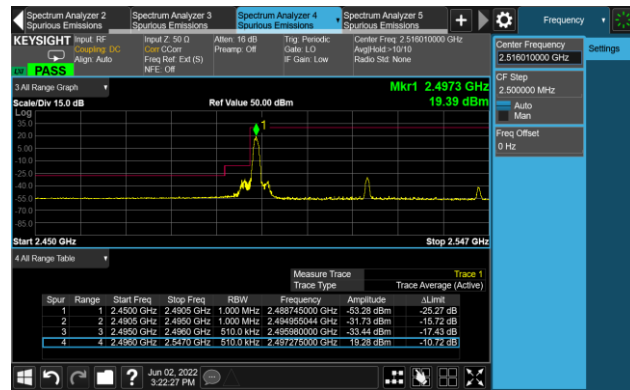 Spectrum Analyzer 2 Spectrum Analyzer 3 Spectrum Analyzer 4 Spectrum Analyzer 5 Frequency
Spurious Emissions Spurious Emissions Spurious Emissions Spurious Emissions
KEYSIGHT Input: RF Input Z: 50 Ω Atten: 16 dB Trig: Periodic Center Freq: 2.516010000 GHz
Coupling: DC Corr CCorr Preamp: Off Gate: LO Avg|Hold:>10/10
Align: Auto Freq Ref: Ext (S) IF Gain: Low Radio Std: None
PASS NFE: Off
Center Frequency
2.516010000 GHz
Settings
CF Step
2.500000 MHz
Auto
Man
Freq Offset
0 Hz
3 All Range Graph Mkr1 2.4973 GHz
Scale/Div 15.0 dB Ref Value 50.00 dBm 19.39 dBm
Log
35.0
20.0
5.00
-10.0
-25.0
-40.0
-55.0
-70.0
-85.0
1
Start 2.450 GHz Stop 2.547 GHz
4 All Range Table
Measure Trace Trace 1
Trace Type Trace Average (Active)
Spur Range Start Freq Stop Freq RBW Frequency Amplitude ΔLimit
1 1 2.4500 GHz 2.4905 GHz 1.000 MHz 2.488745000 GHz -53.28 dBm -25.27 dB
2 2 2.4905 GHz 2.4950 GHz 1.000 MHz 2.494955044 GHz -31.73 dBm -15.72 dB
3 3 2.4950 GHz 2.4960 GHz 510.0 kHz 2.495980000 GHz -33.44 dBm -17.43 dB
4 4 2.4960 GHz 2.5470 GHz 510.0 kHz 2.497275000 GHz 19.28 dBm -10.72 dB
Jun 02, 2022
3:22:27 PM